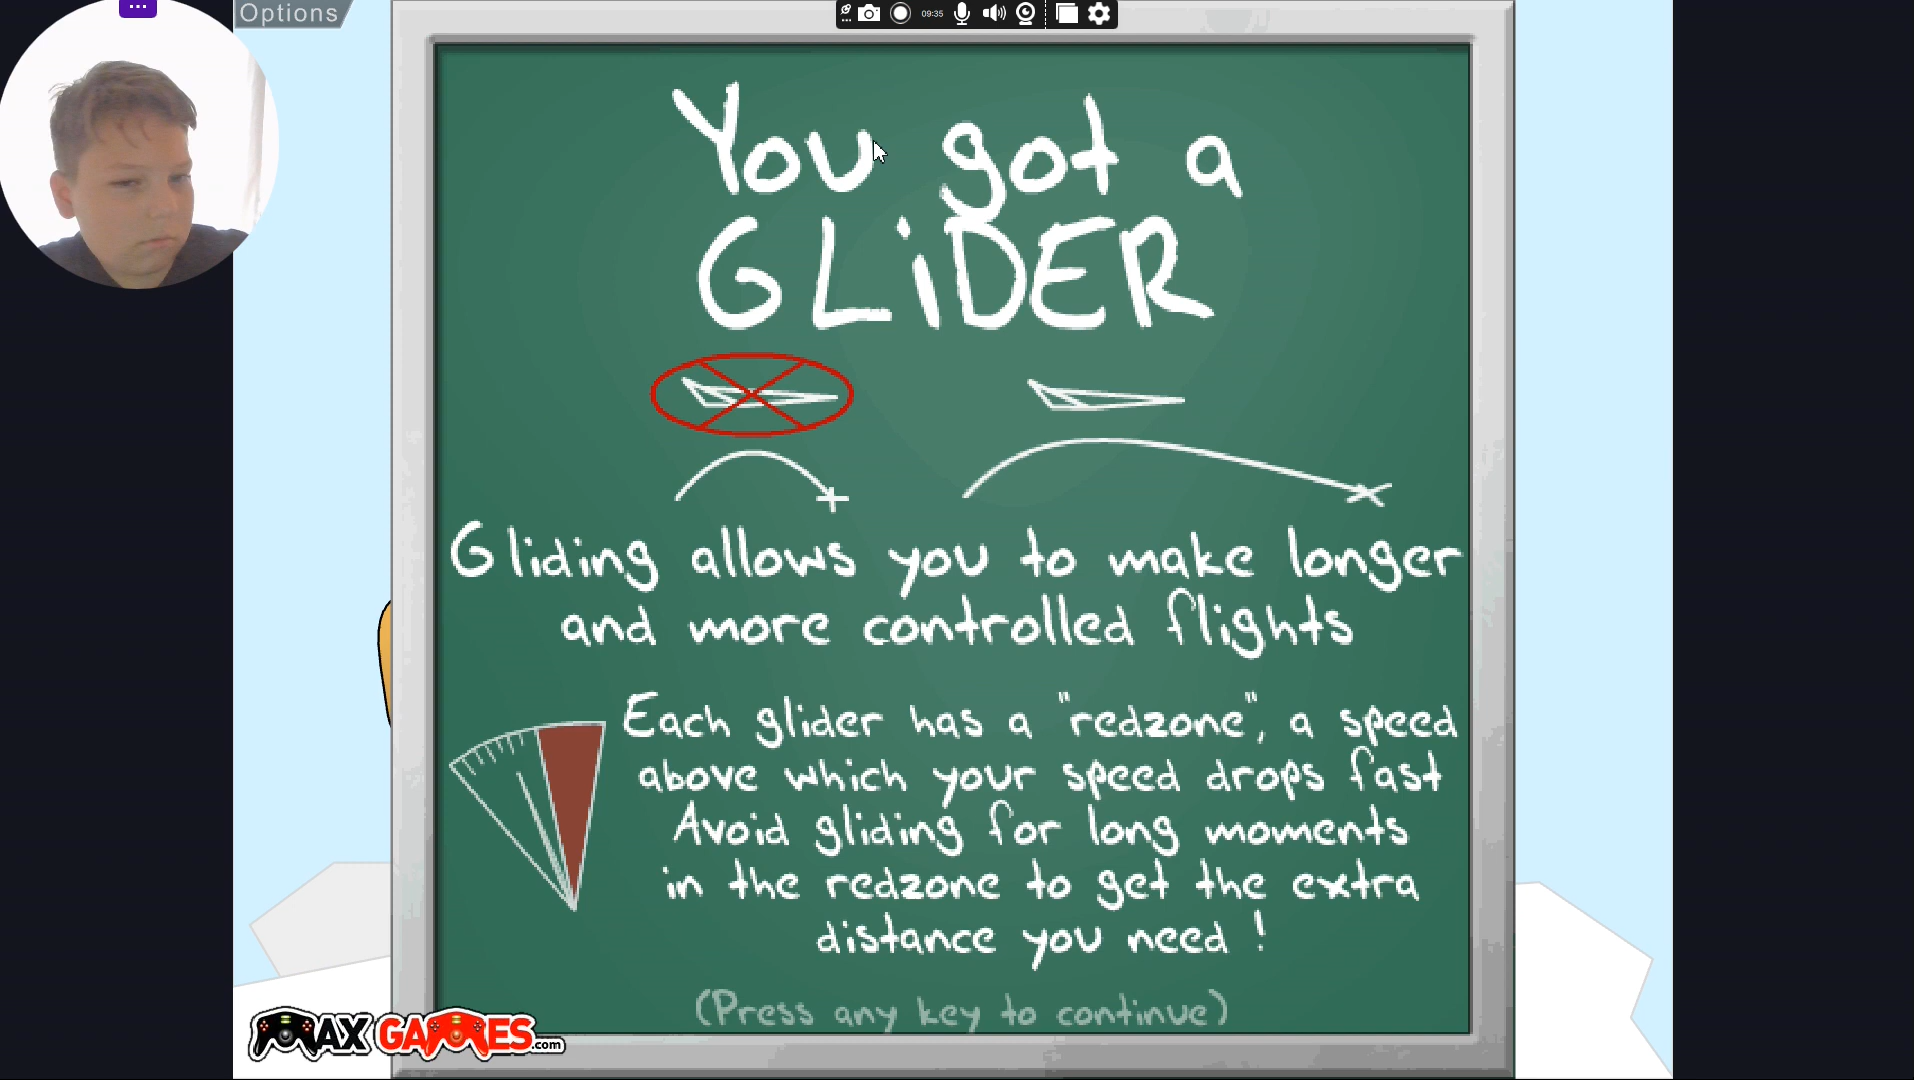 Options
09:35
You got a
GLiDER
Gliding allows you to make longer
and more controlled flights
Each glider has a "redzone", a speed
above which your speed drops fast
Avoid gliding for long moments
in the redzone to get the extra
distance you need !
(Press any key to continue)
MAX GAMES.com